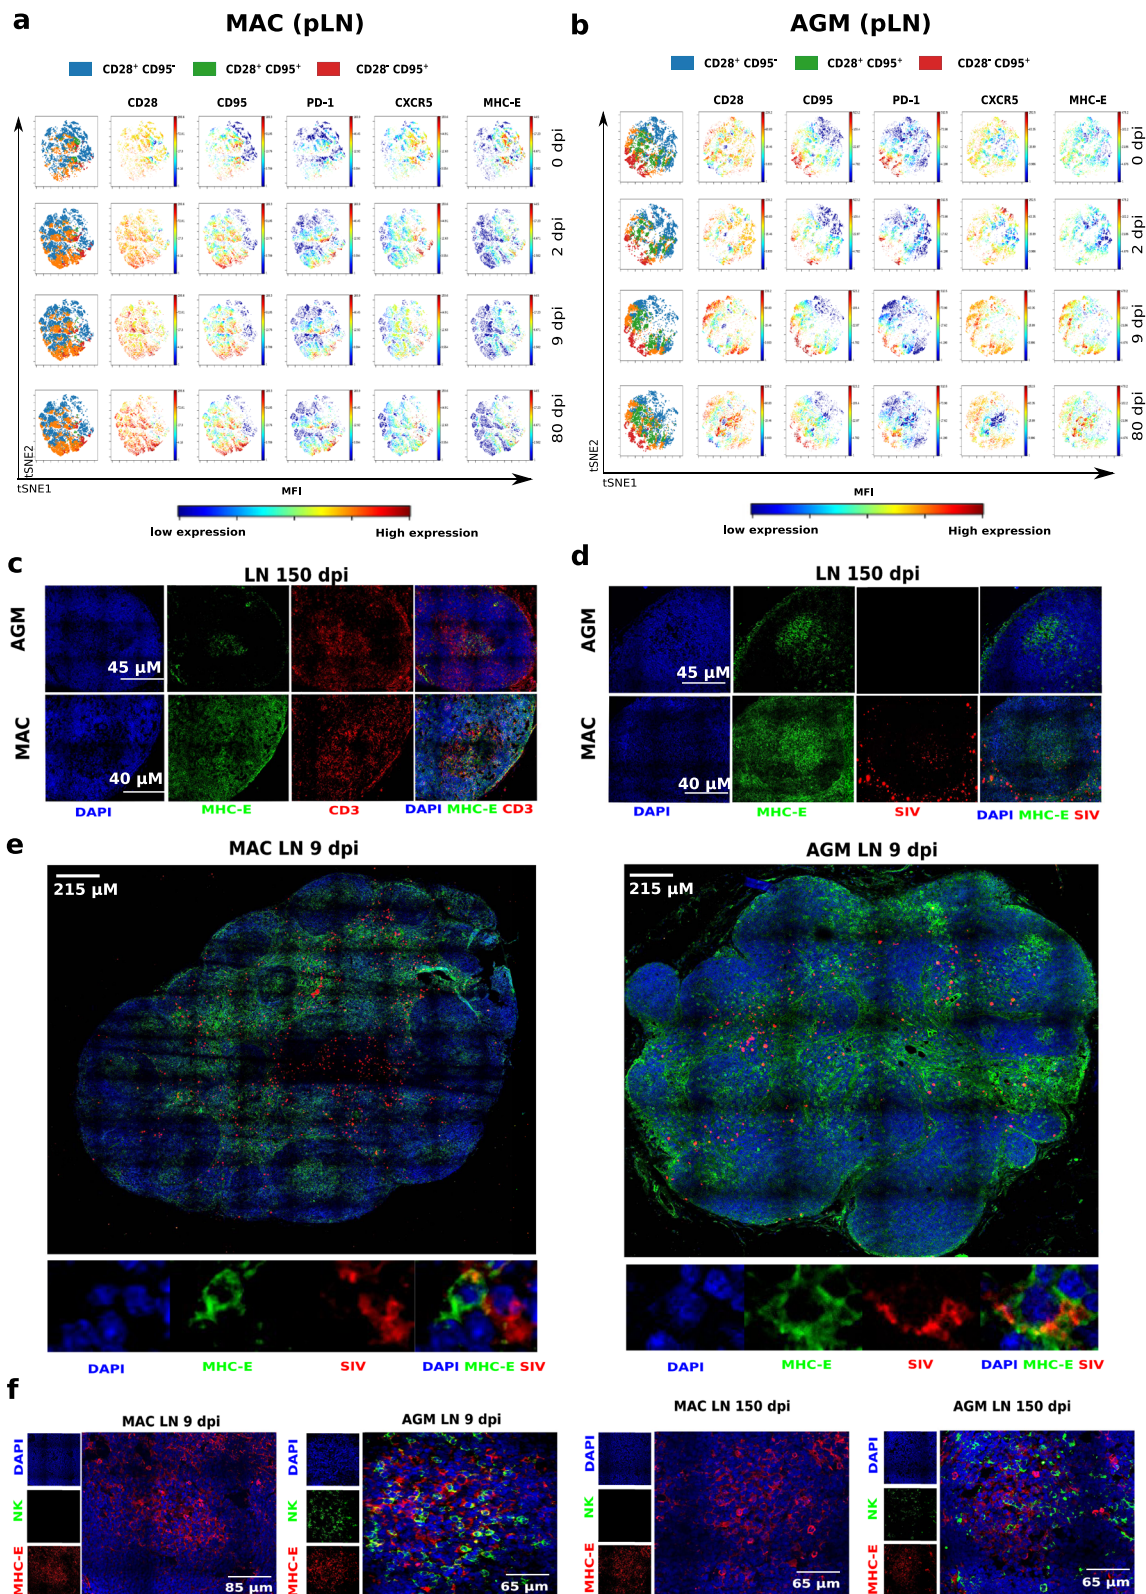 a
MAC (pLN)
CD28⁺ CD95⁻
CD28⁺ CD95⁺
CD28⁻ CD95⁺
CD28
CD95
PD-1
CXCR5
MHC-E
0 dpi
2 dpi
9 dpi
80 dpi
tSNE2
tSNE1
MFI
low expression
High expression
b
AGM (pLN)
CD28⁺ CD95⁻
CD28⁺ CD95⁺
CD28⁻ CD95⁺
CD28
CD95
PD-1
CXCR5
MHC-E
0 dpi
2 dpi
9 dpi
80 dpi
tSNE2
tSNE1
MFI
low expression
High expression
c
LN 150 dpi
AGM
45 µM
MAC
40 µM
DAPI
MHC-E
CD3
DAPI MHC-E CD3
d
LN 150 dpi
AGM
45 µM
MAC
40 µM
DAPI
MHC-E
SIV
DAPI MHC-E SIV
e
MAC LN 9 dpi
215 µM
DAPI
MHC-E
SIV
DAPI MHC-E SIV
AGM LN 9 dpi
215 µM
DAPI
MHC-E
SIV
DAPI MHC-E SIV
f
MAC LN 9 dpi
DAPI
NK
MHC-E
85 µm
AGM LN 9 dpi
DAPI
NK
MHC-E
65 µm
MAC LN 150 dpi
DAPI
NK
MHC-E
65 µm
AGM LN 150 dpi
DAPI
NK
MHC-E
65 µm